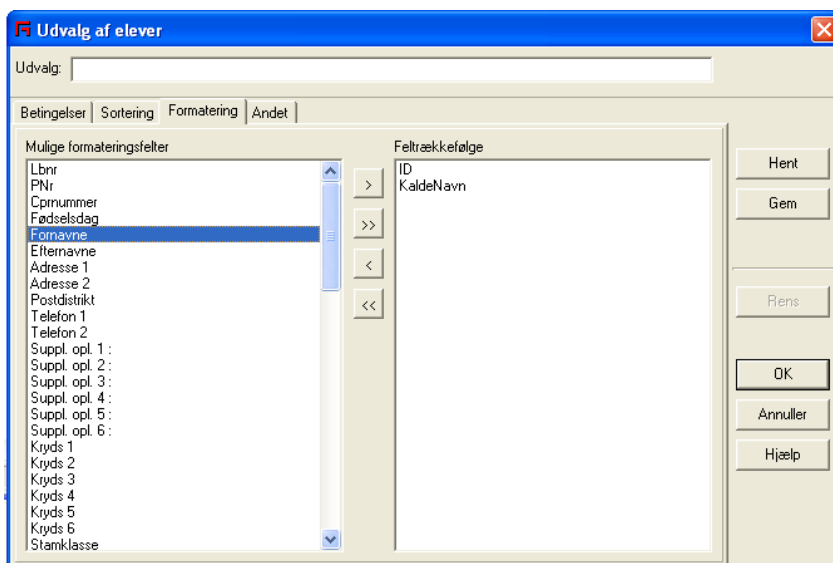 Udvalg af elever
Udvalg:
Betingelser Sortering Formatering Andet
Mulige formateringsfelter
Lbnr
PNr
Cprnummer
Fødselsdag
Fornavne
Efternavne
Adresse 1
Adresse 2
Postdistrikt
Telefon 1
Telefon 2
Suppl. opl. 1 :
Suppl. opl. 2 :
Suppl. opl. 3 :
Suppl. opl. 4 :
Suppl. opl. 5 :
Suppl. opl. 6 :
Kryds 1
Kryds 2
Kryds 3
Kryds 4
Kryds 5
Kryds 6
Stamklasse
>
>>
<
<<
Feltrækkefølge
ID
KaldeNavn
Hent
Gem
Rens
OK
Annuller
Hjælp